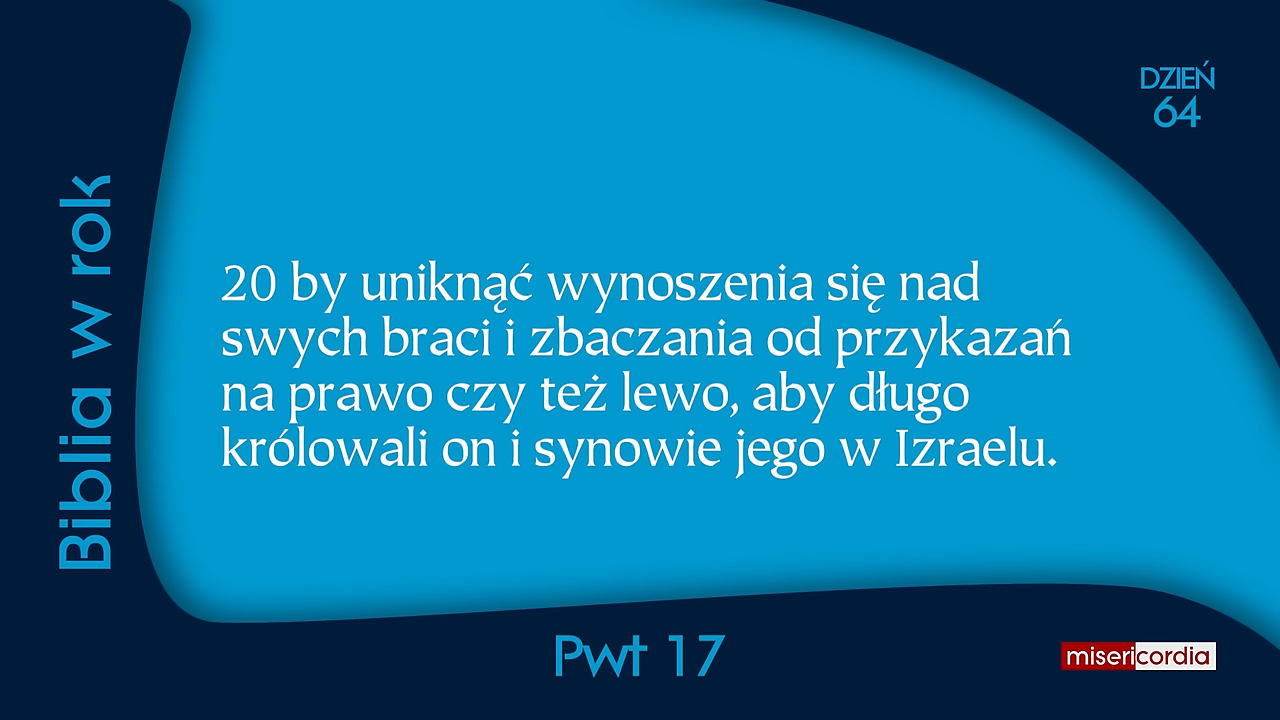 DZIEŃ
64
Biblia w rok
20 by uniknąć wynoszenia się nad
swych braci i zbaczania od przykazań
na prawo czy też lewo, aby długo
królowali on i synowie jego w Izraelu.
Pwt 17
misericordia